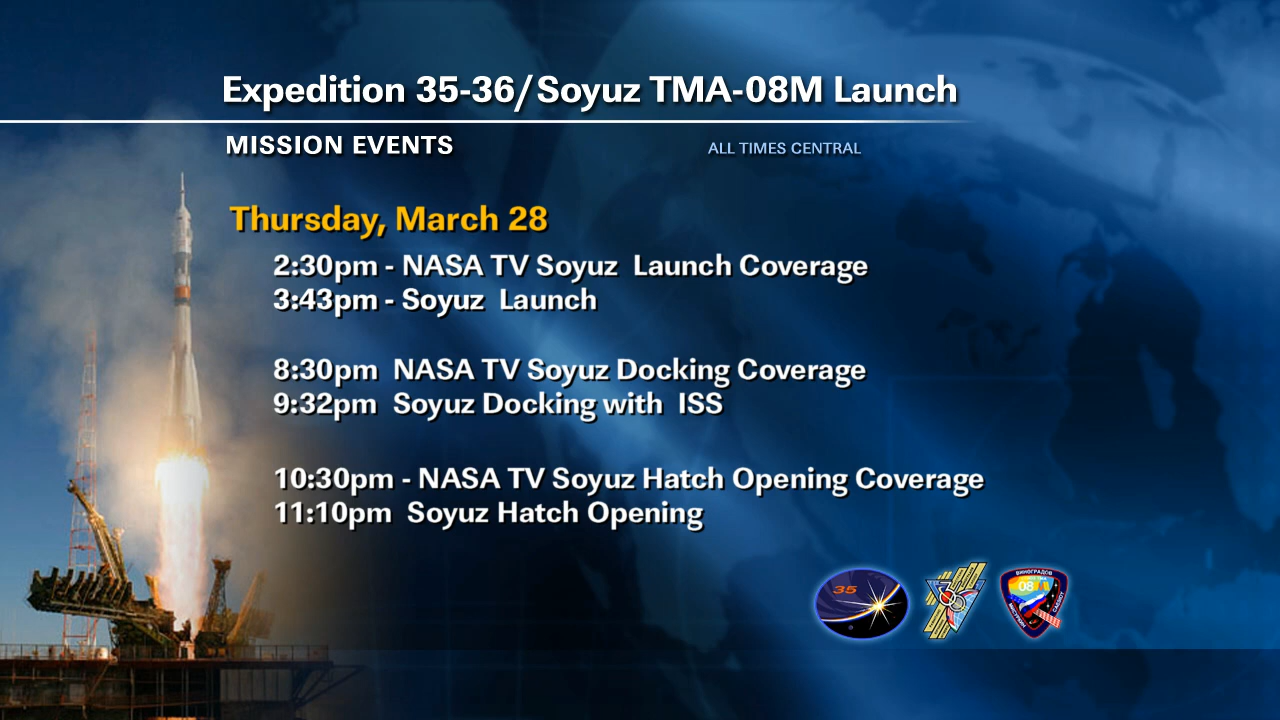 Expedition 35-36/Soyuz TMA-08M Launch
MISSION EVENTS
ALL TIMES CENTRAL
Thursday, March 28
2:30pm - NASA TV Soyuz Launch Coverage
3:43pm - Soyuz Launch
8:30pm NASA TV Soyuz Docking Coverage
9:32pm Soyuz Docking with ISS
10:30pm - NASA TV Soyuz Hatch Opening Coverage
11:10pm Soyuz Hatch Opening
35
36
ВИНОГРАДОВ
08